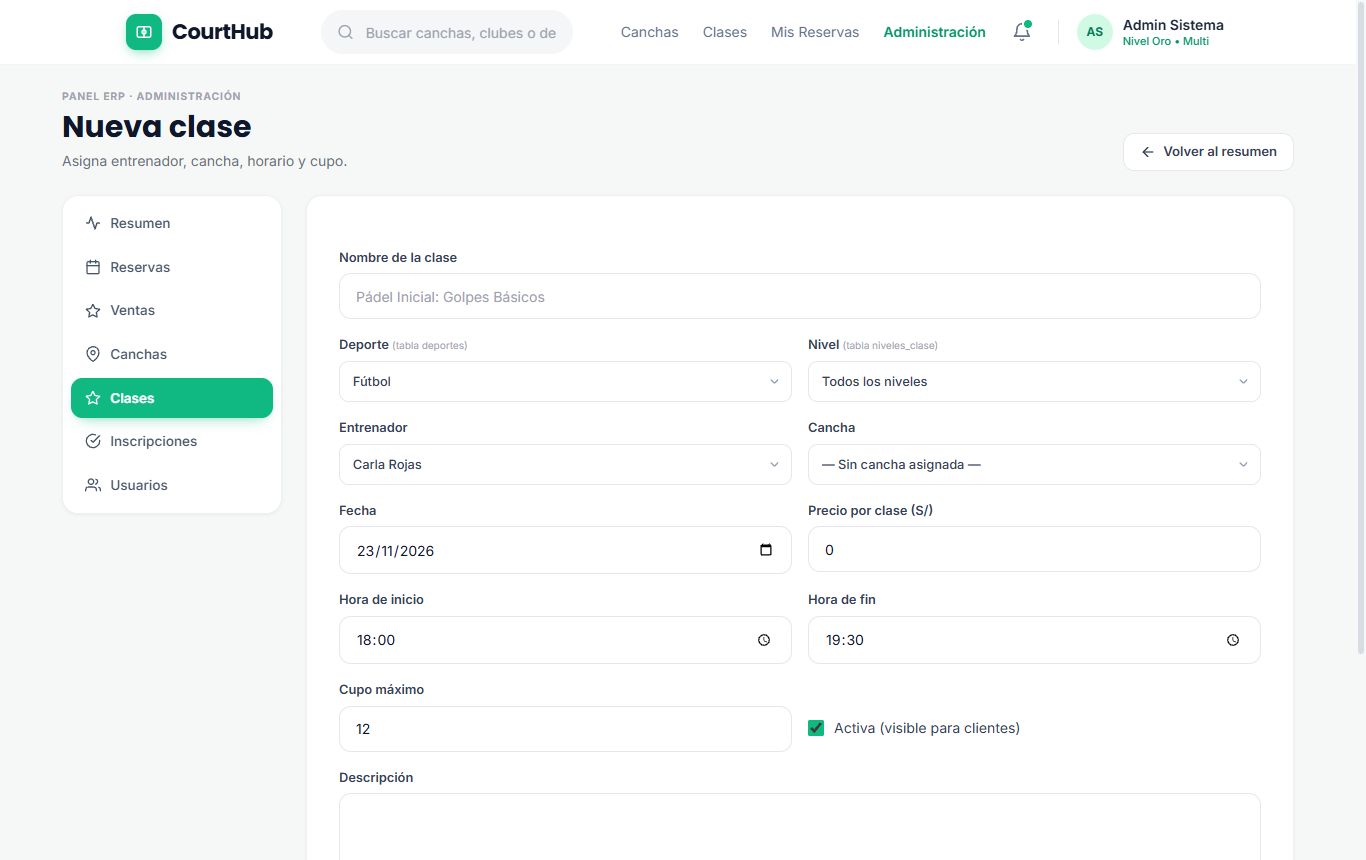 CourtHub
Buscar canchas, clubes o de
Canchas
Clases
Mis Reservas
Administración
AS
Admin Sistema
Nivel Oro • Multi
PANEL ERP · ADMINISTRACIÓN
Nueva clase
Asigna entrenador, cancha, horario y cupo.
Volver al resumen
Resumen
Reservas
Ventas
Canchas
Clases
Inscripciones
Usuarios
Nombre de la clase
Pádel Inicial: Golpes Básicos
Deporte (tabla deportes)
Nivel (tabla niveles_clase)
Fútbol
Todos los niveles
Entrenador
Cancha
Carla Rojas
— Sin cancha asignada —
Fecha
Precio por clase (S/)
23/11/2026
0
Hora de inicio
Hora de fin
18:00
19:30
Cupo máximo
12
Activa (visible para clientes)
Descripción